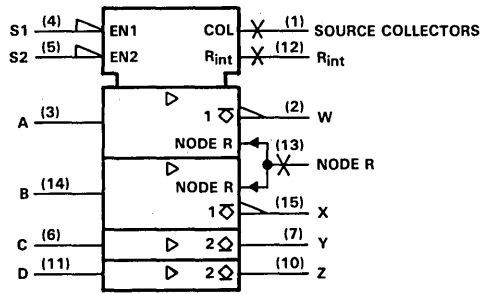 S1 (4) EN1 COL (1) SOURCE COLLECTORS
S2 (5) EN2 Rint (12) Rint
A (3) 1 (2) W
NODE R (13) NODE R
B (14) NODE R
1 (15) X
C (6) 2 (7) Y
D (11) 2 (10) Z